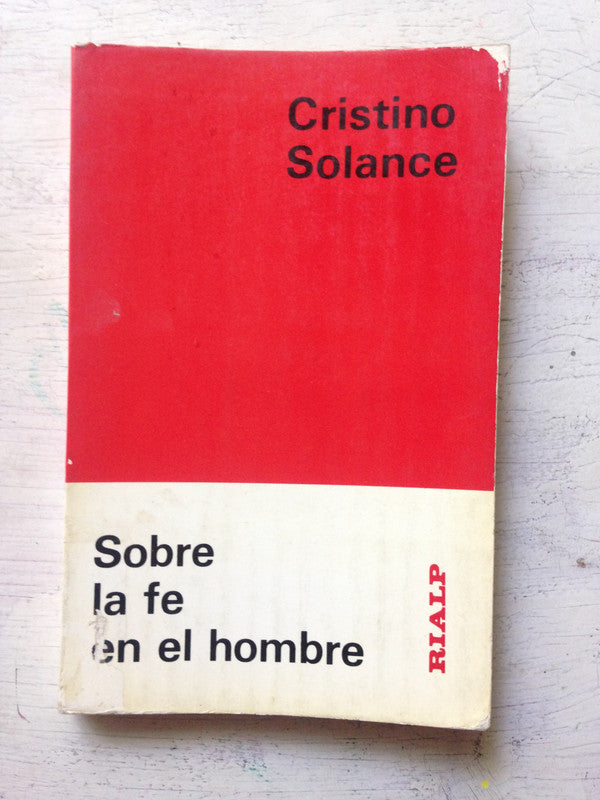 Cristino
Solance
Sobre
la fe
en el hombre
RIALP